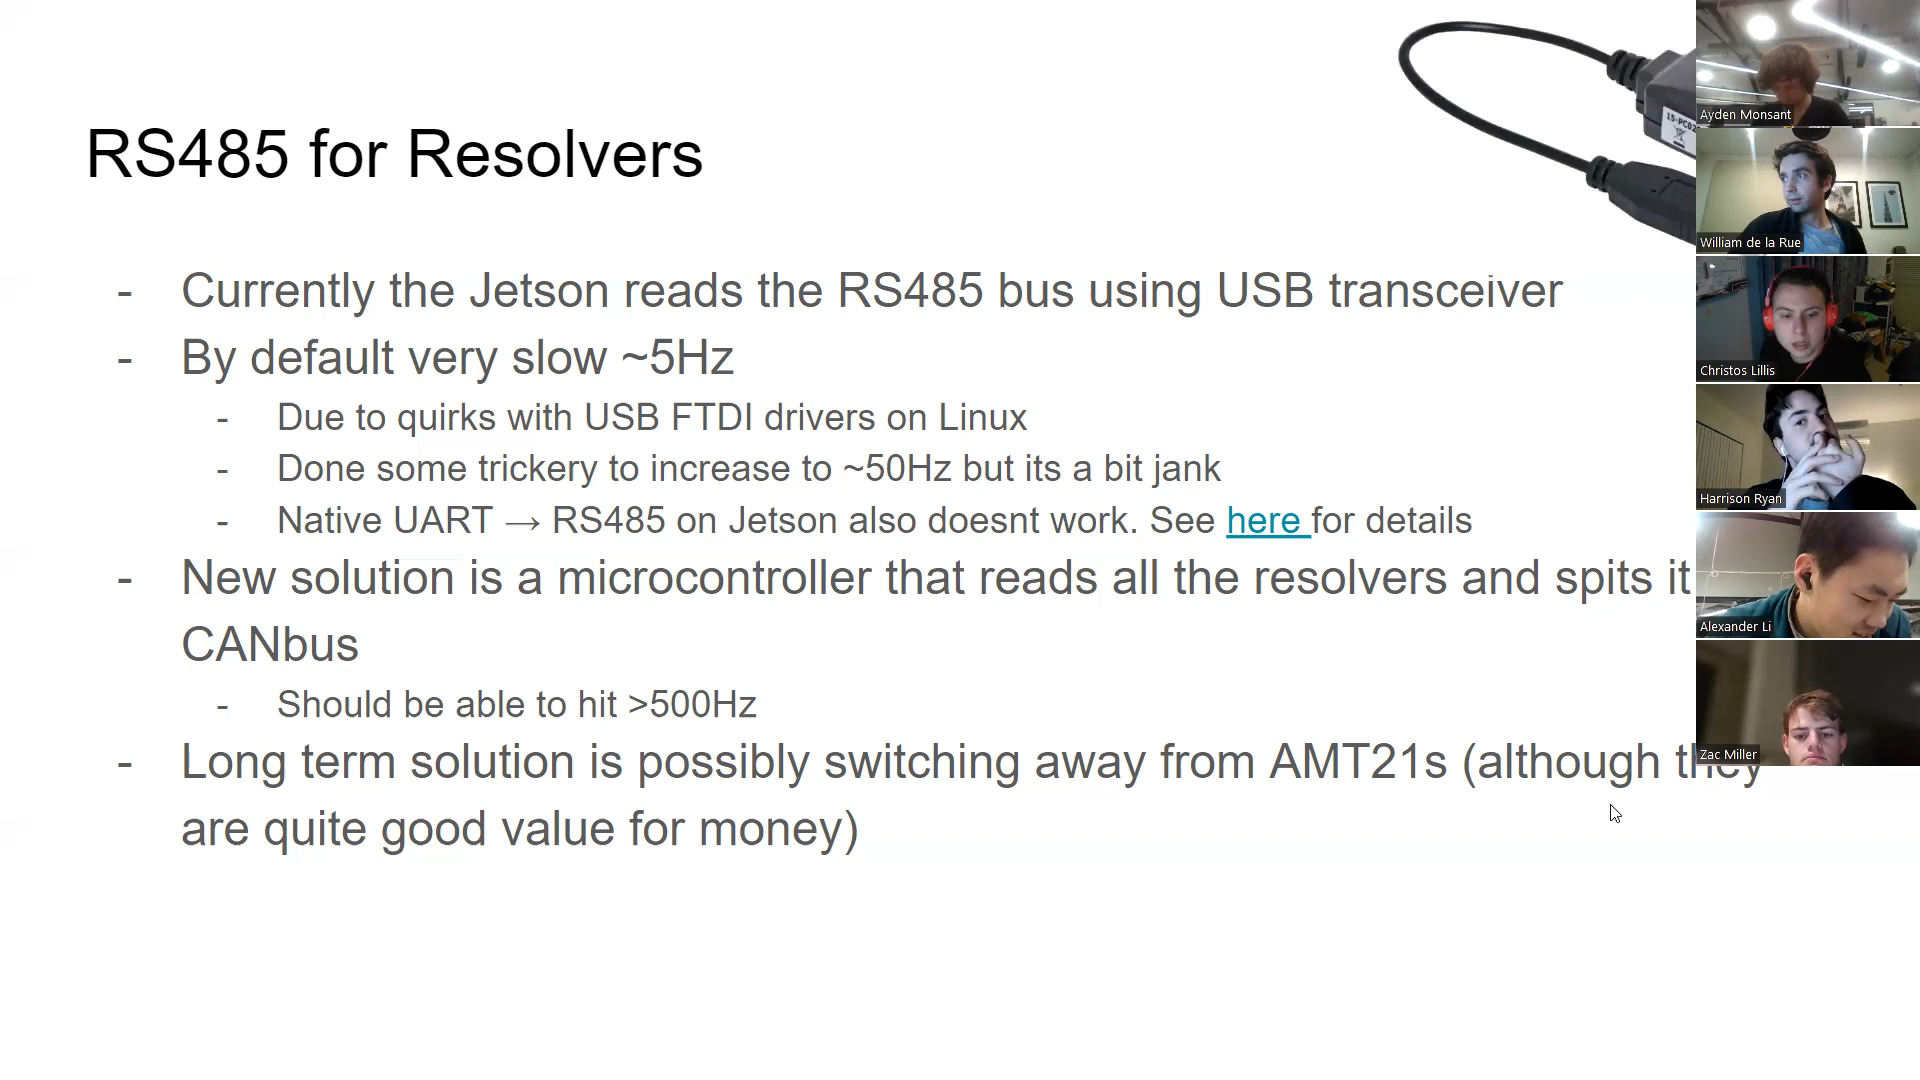 RS485 for Resolvers
- Currently the Jetson reads the RS485 bus using USB transceiver
- By default very slow ~5Hz
- Due to quirks with USB FTDI drivers on Linux
- Done some trickery to increase to ~50Hz but its a bit jank
- Native UART → RS485 on Jetson also doesnt work. See here for details
- New solution is a microcontroller that reads all the resolvers and spits it
CANbus
- Should be able to hit >500Hz
- Long term solution is possibly switching away from AMT21s (although they
are quite good value for money)
Ayden Monsant
William de la Rue
Christos Lillis
Harrison Ryan
Alexander Li
Zac Miller